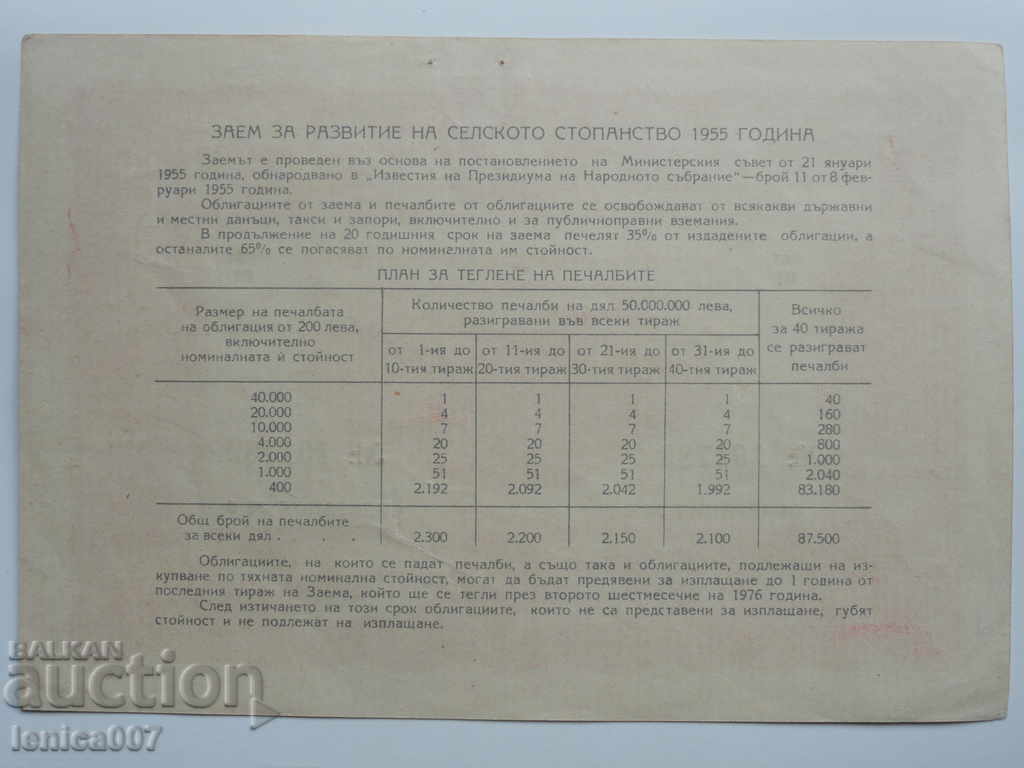 ЗАЕМ ЗА РАЗВИТИЕ НА СЕЛСКОТО СТОПАНСТВО 1955 ГОДИНА
Заемът е проведен въз основа на постановлението на Министерския съвет от 21 януари
1955 година, обнародвано в „Известия на Президиума на Народното събрание“—брой 11 от 8 фев-
руари 1955 година.
Облигациите от заема и печалбите от облигациите се освобождават от всякакви държавни
и местни данъци, такси и запори, включително и за публичноправни вземания.
В продължение на 20 годишния срок на заема печелят 35% от издадените облигации, а
останалите 65% се погасяват по номиналната им стойност.
ПЛАН ЗА ТЕГЛЕНЕ НА ПЕЧАЛБИТЕ
Размер на печалбата
на облигация от 200 лева,
включително
номиналната ѝ стойност
Количество печалби на дял 50.000.000 лева,
разигравани във всеки тираж
Всичко
за 40 тиража
се разиграват
печалби
от 1-ия до
10-тия тираж
от 11-ия до
20-тия тираж
от 21-ия до
30-тия тираж
от 31-ия до
40-тия тираж
40.000 1 1 1 1 40
20.000 4 4 4 4 160
10.000 7 7 7 7 280
4.000 20 20 20 20 800
2.000 25 25 25 25 1.000
1.000 51 51 51 51 2.040
400 2.192 2.092 2.042 1.992 83.180
Общ брой на печалбите
за всеки дял . . . . 2.300 2.200 2.150 2.100 87.500
Облигациите, на които се падат печалби, а също така и облигациите, подлежащи на из-
купуване по тяхната номинална стойност, могат да бъдат предявени за изплащане до 1 година от
последния тираж на Заема, който ще се тегли през второто шестмесечие на 1976 година.
След изтичането на този срок облигациите, които не са представени за изплащане, губят
стойност и не подлежат на изплащане.
BALKAN
auction
lenica007